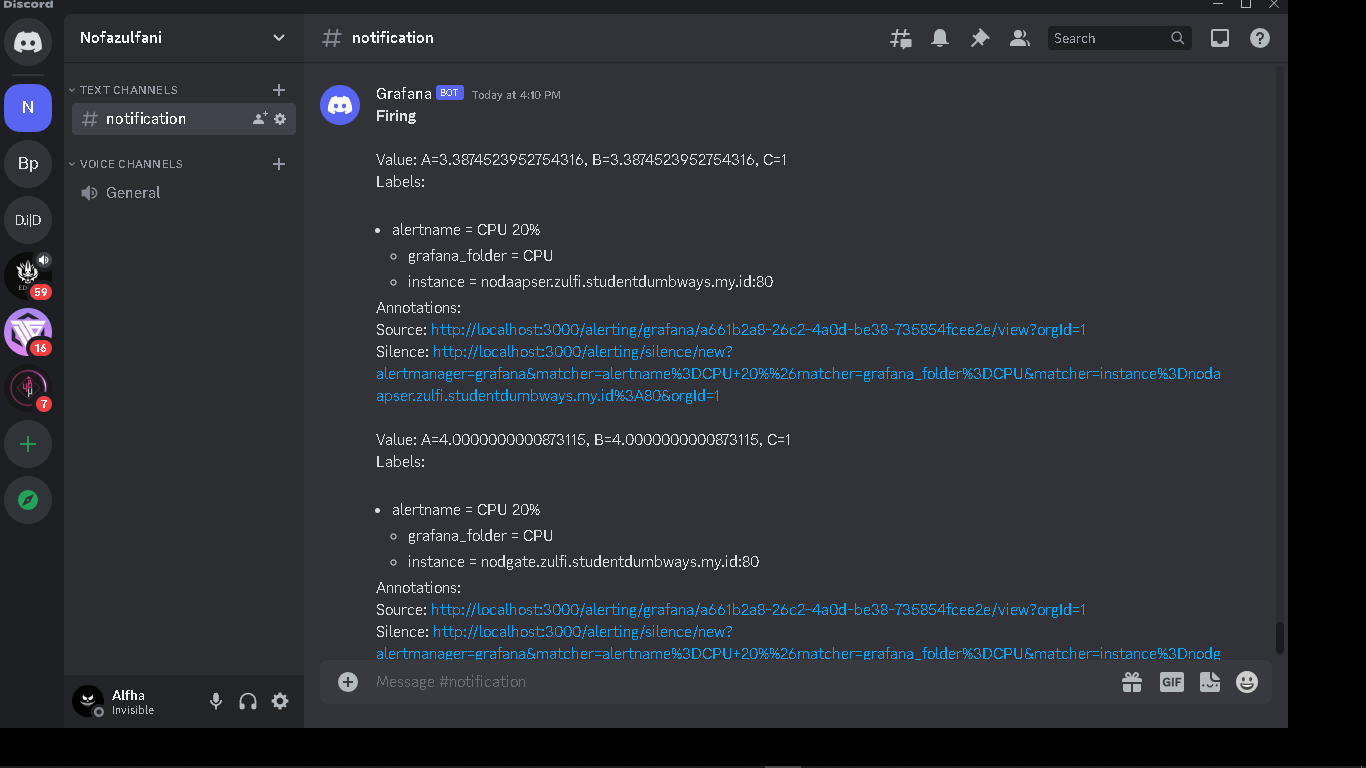 Discord
Nofazulfani
notification
Search
N
TEXT CHANNELS
notification
Bp
VOICE CHANNELS
General
D.i|D
59
16
7
Grafana BOT Today at 4:10 PM
Firing
Value: A=3.3874523952754316, B=3.3874523952754316, C=1
Labels:
alertname = CPU 20%
grafana_folder = CPU
instance = nodaapser.zulfi.studentdumbways.my.id:80
Annotations:
Source: http://localhost:3000/alerting/grafana/a661b2a8-26c2-4a0d-be38-735854fcee2e/view?orgId=1
Silence: http://localhost:3000/alerting/silence/new?
alertmanager=grafana&matcher=alertname%3DCPU+20%%26matcher=grafana_folder%3DCPU&matcher=instance%3Dnoda
apser.zulfi.studentdumbways.my.id%3A80&orgId=1
Value: A=4.0000000000873115, B=4.0000000000873115, C=1
Labels:
alertname = CPU 20%
grafana_folder = CPU
instance = nodgate.zulfi.studentdumbways.my.id:80
Annotations:
Source: http://localhost:3000/alerting/grafana/a661b2a8-26c2-4a0d-be38-735854fcee2e/view?orgId=1
Silence: http://localhost:3000/alerting/silence/new?
alertmanager=grafana&matcher=alertname%3DCPU+20%%26matcher=grafana_folder%3DCPU&matcher=instance%3Dnodg
Message #notification
GIF
Alfha
Invisible